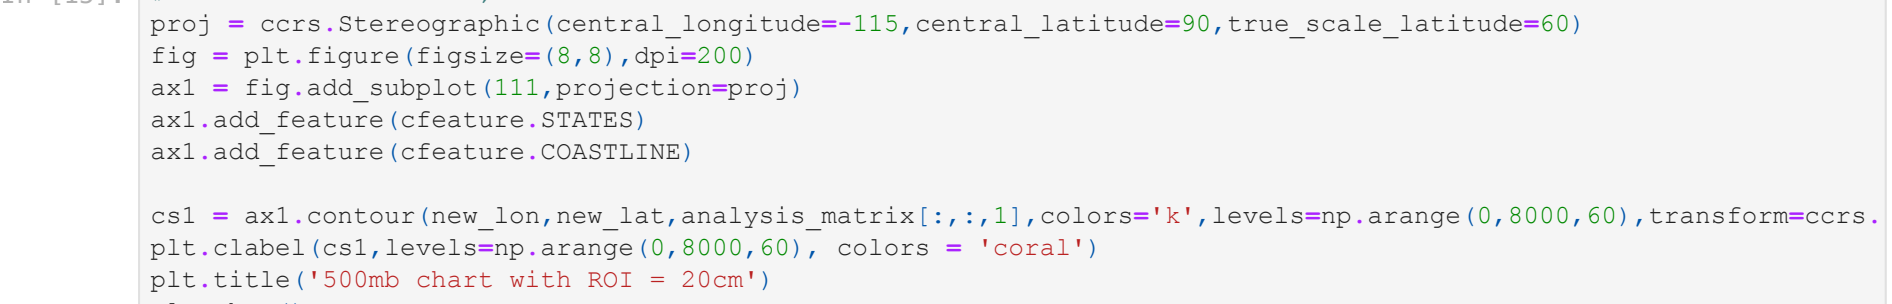 proj = ccrs.Stereographic(central_longitude=-115,central_latitude=90,true_scale_latitude=60)
fig = plt.figure(figsize=(8,8),dpi=200)
ax1 = fig.add_subplot(111,projection=proj)
ax1.add_feature(cfeature.STATES)
ax1.add_feature(cfeature.COASTLINE)
cs1 = ax1.contour(new_lon,new_lat,analysis_matrix[:,:,1],colors='k',levels=np.arange(0,8000,60),transform=ccrs.
plt.clabel(cs1,levels=np.arange(0,8000,60), colors = 'coral')
plt.title('500mb chart with ROI = 20cm')